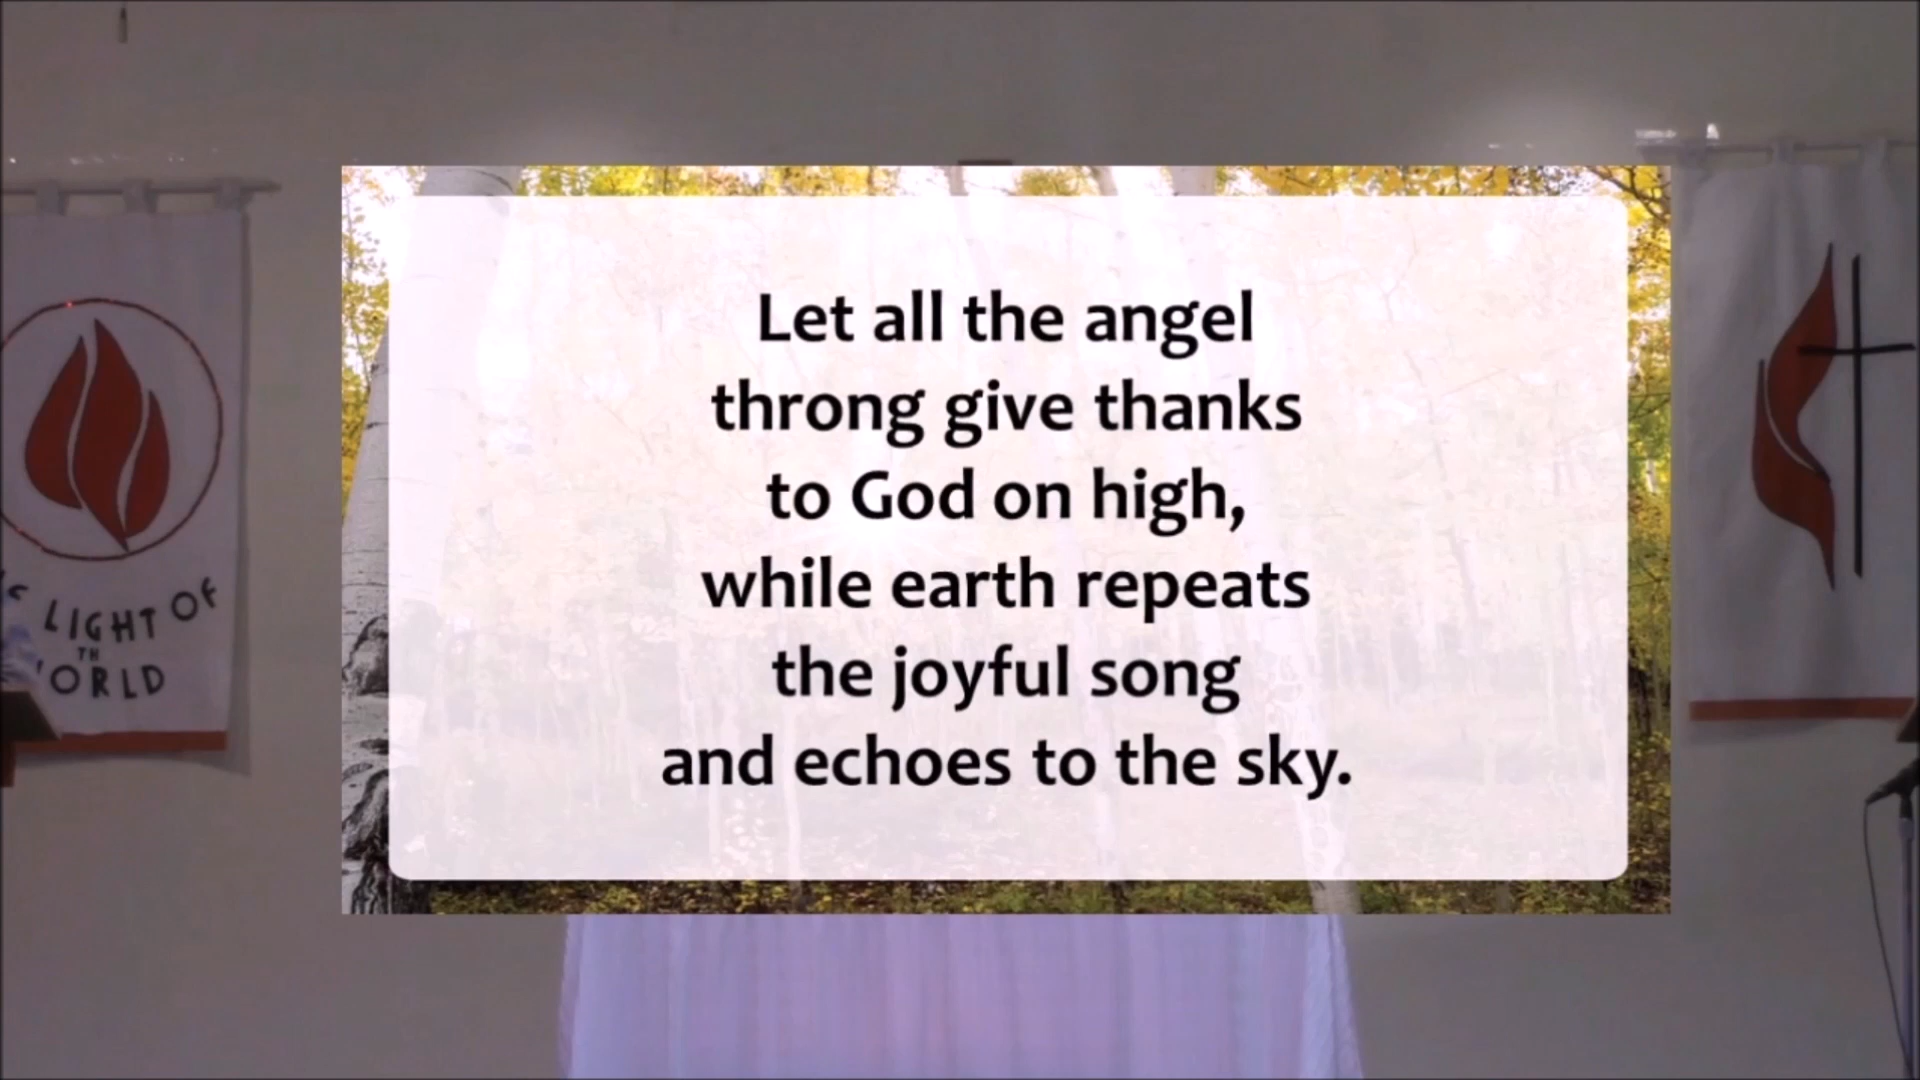 Let all the angel
throng give thanks
to God on high,
while earth repeats
the joyful song
and echoes to the sky.
LIGHT OF
TH
ORLD